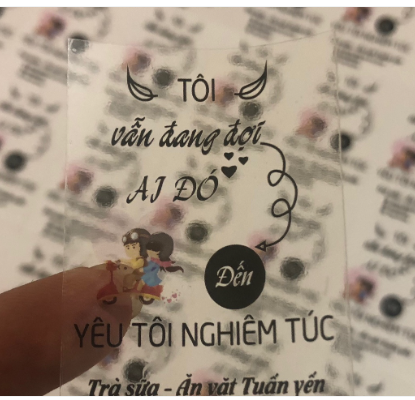 TÔI
vẫn đang đợi
AI ĐÓ
Đến
YÊU TÔI NGHIÊM TÚC
Trà sữa - Ăn vặt Tuấn yến